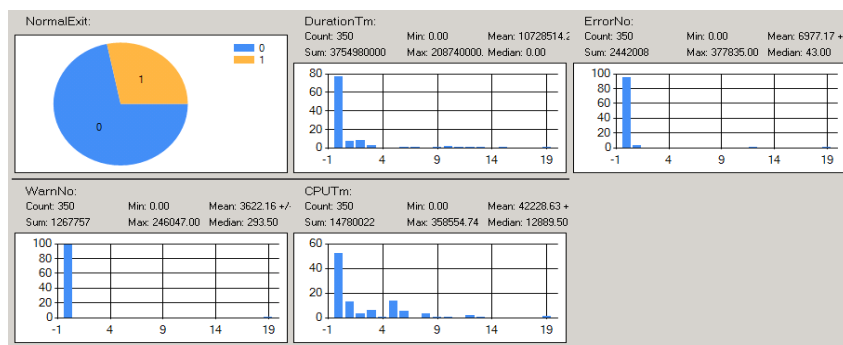 NormalExit:
0
1
1
0
DurationTm:
Count: 350 Min: 0.00 Mean: 10728514.2
Sum: 3754980000 Max: 208740000. Median: 0.00
80
60
40
20
0
-1 4 9 14 19
ErrorNo:
Count: 350 Min: 0.00 Mean: 6977.17 +
Sum: 2442008 Max: 377835.00 Median: 43.00
100
80
60
40
20
0
-1 4 9 14 19
WarnNo:
Count: 350 Min: 0.00 Mean: 3622.16 +/-
Sum: 1267757 Max: 246047.00 Median: 293.50
100
80
60
40
20
0
-1 4 9 14 19
CPUTm:
Count: 350 Min: 0.00 Mean: 42228.63 +
Sum: 14780022 Max: 358554.74 Median: 12889.50
60
40
20
0
-1 4 9 14 19